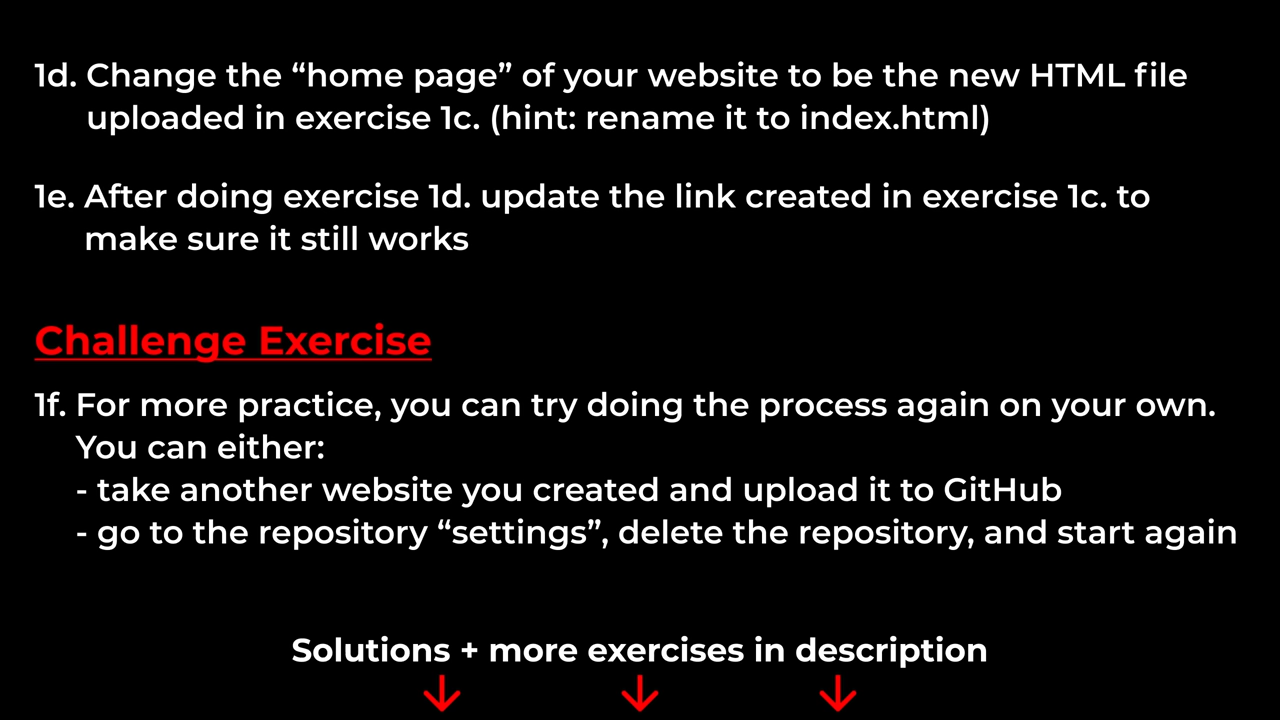 1d. Change the “home page” of your website to be the new HTML file
uploaded in exercise 1c. (hint: rename it to index.html)
1e. After doing exercise 1d. update the link created in exercise 1c. to
make sure it still works
Challenge Exercise
1f. For more practice, you can try doing the process again on your own.
You can either:
- take another website you created and upload it to GitHub
- go to the repository “settings”, delete the repository, and start again
Solutions + more exercises in description